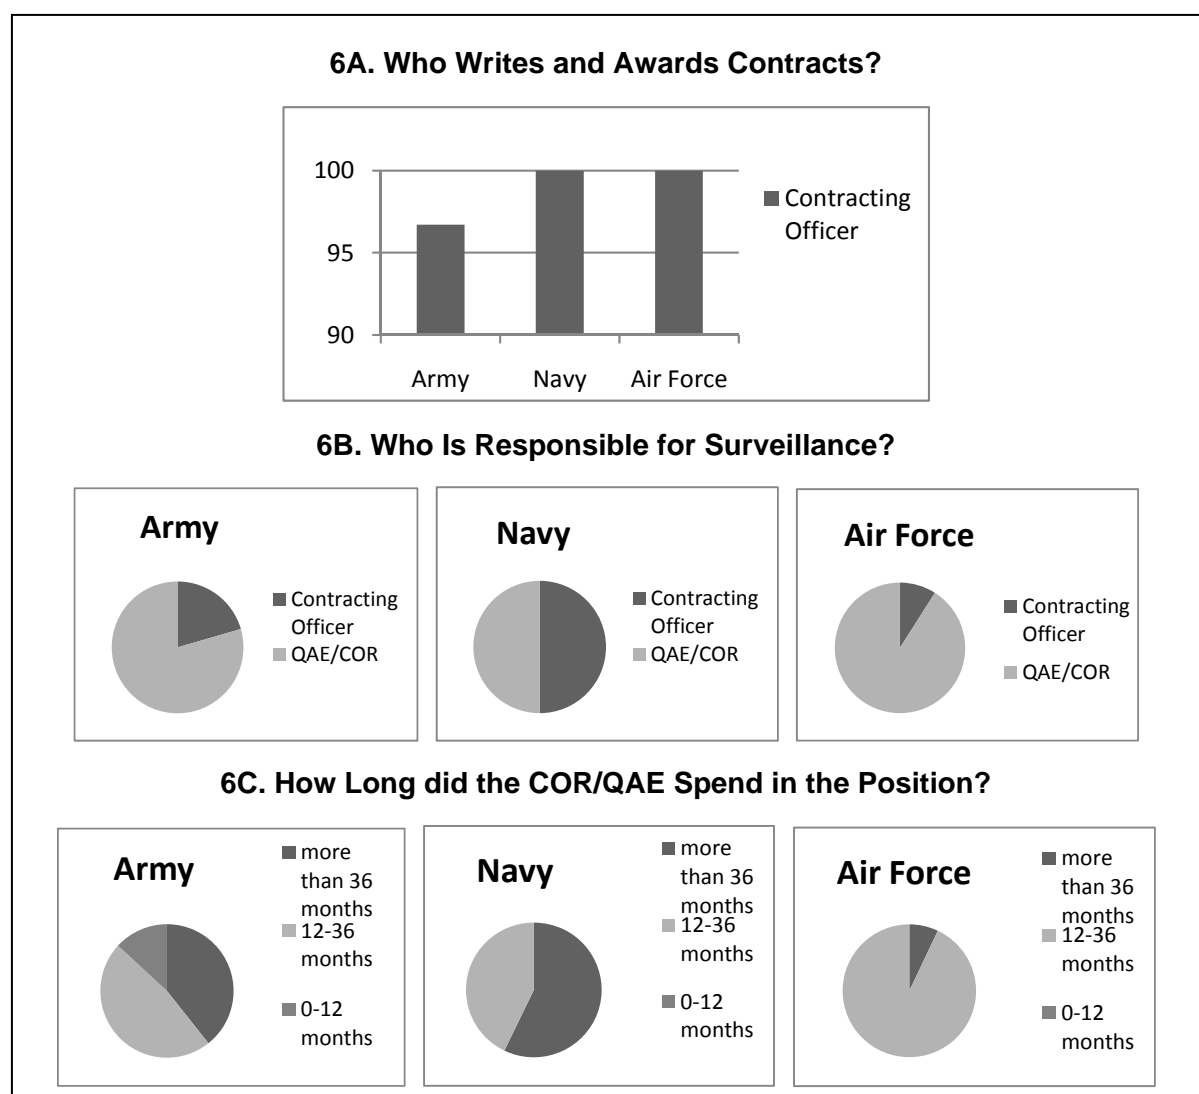 6A. Who Writes and Awards Contracts?
100
95
90
Army
Navy
Air Force
Contracting
Officer
6B. Who Is Responsible for Surveillance?
Army
Contracting
Officer
QAE/COR
Navy
Contracting
Officer
QAE/COR
Air Force
Contracting
Officer
QAE/COR
6C. How Long did the COR/QAE Spend in the Position?
Army
more
than 36
months
12-36
months
0-12
months
Navy
more
than 36
months
12-36
months
0-12
months
Air Force
more
than 36
months
12-36
months
0-12
months